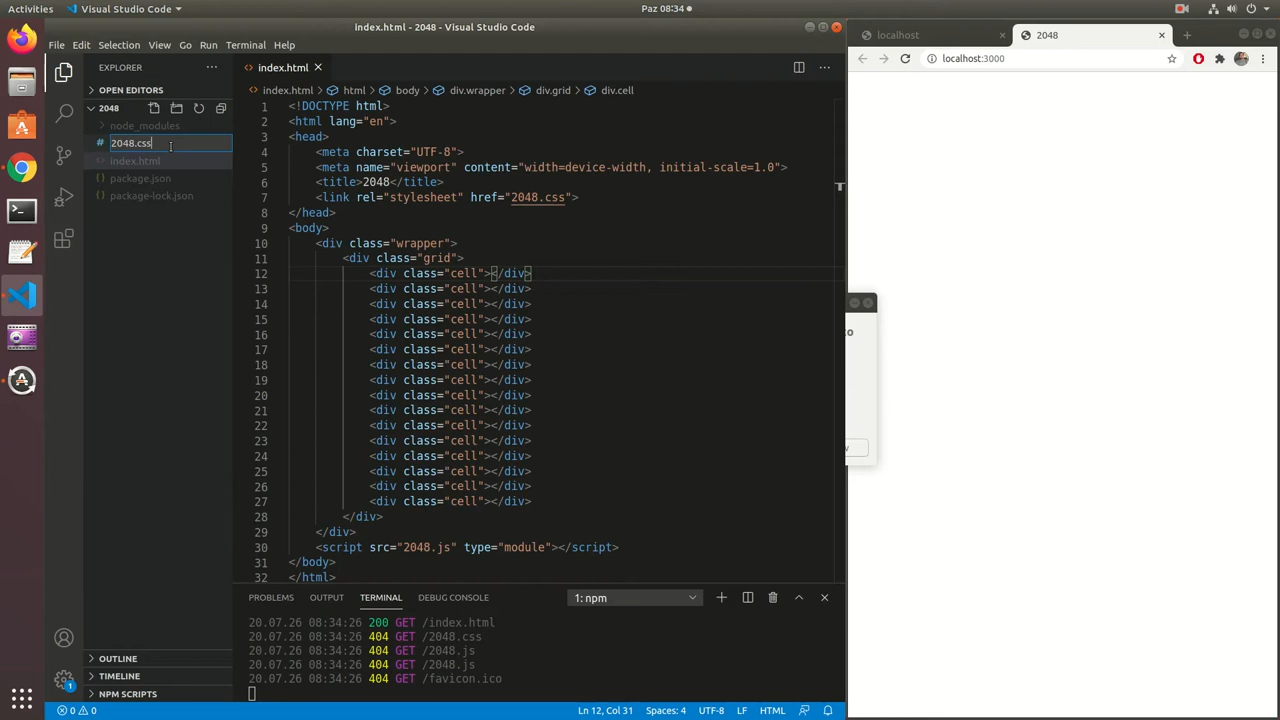 Activities
Visual Studio Code
Paz 08:34
index.html - 2048 - Visual Studio Code
File Edit Selection View Go Run Terminal Help
EXPLORER
OPEN EDITORS
2048
node_modules
2048.css
index.html
package.json
package-lock.json
OUTLINE
TIMELINE
NPM SCRIPTS
index.html
index.html html body div.wrapper div.grid div.cell
1 <!DOCTYPE html>
2 <html lang="en">
3 <head>
4 <meta charset="UTF-8">
5 <meta name="viewport" content="width=device-width, initial-scale=1.0">
6 <title>2048</title>
7 <link rel="stylesheet" href="2048.css">
8 </head>
9 <body>
10 <div class="wrapper">
11 <div class="grid">
12 <div class="cell"></div>
13 <div class="cell"></div>
14 <div class="cell"></div>
15 <div class="cell"></div>
16 <div class="cell"></div>
17 <div class="cell"></div>
18 <div class="cell"></div>
19 <div class="cell"></div>
20 <div class="cell"></div>
21 <div class="cell"></div>
22 <div class="cell"></div>
23 <div class="cell"></div>
24 <div class="cell"></div>
25 <div class="cell"></div>
26 <div class="cell"></div>
27 <div class="cell"></div>
28 </div>
29 </div>
30 <script src="2048.js" type="module"></script>
31 </body>
32 </html>
PROBLEMS OUTPUT TERMINAL DEBUG CONSOLE
1: npm
20.07.26 08:34:26 200 GET /index.html
20.07.26 08:34:26 404 GET /2048.css
20.07.26 08:34:26 404 GET /2048.js
20.07.26 08:34:26 404 GET /2048.js
20.07.26 08:34:26 404 GET /favicon.ico
1
0 0
Ln 12, Col 31 Spaces: 4 UTF-8 LF HTML
localhost
2048
localhost:3000